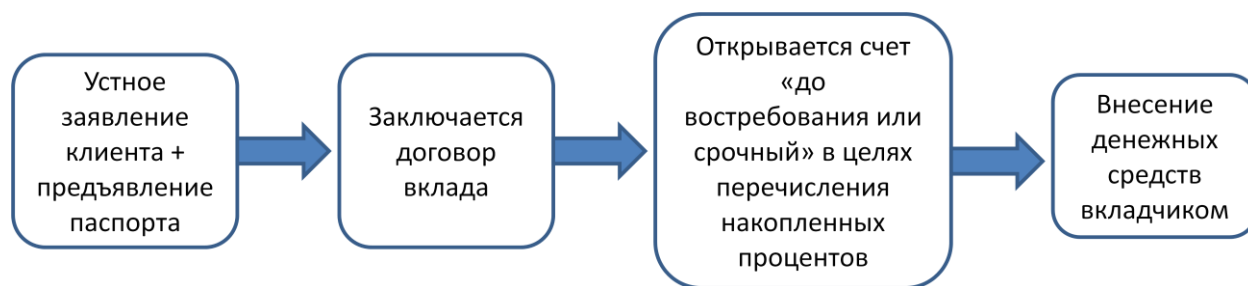 Устное
заявление
клиента +
предъявление
паспорта
Заключается
договор
вклада
Открывается счет
«до
востребования или
срочный» в целях
перечисления
накопленных
процентов
Внесение
денежных
средств
вкладчиком